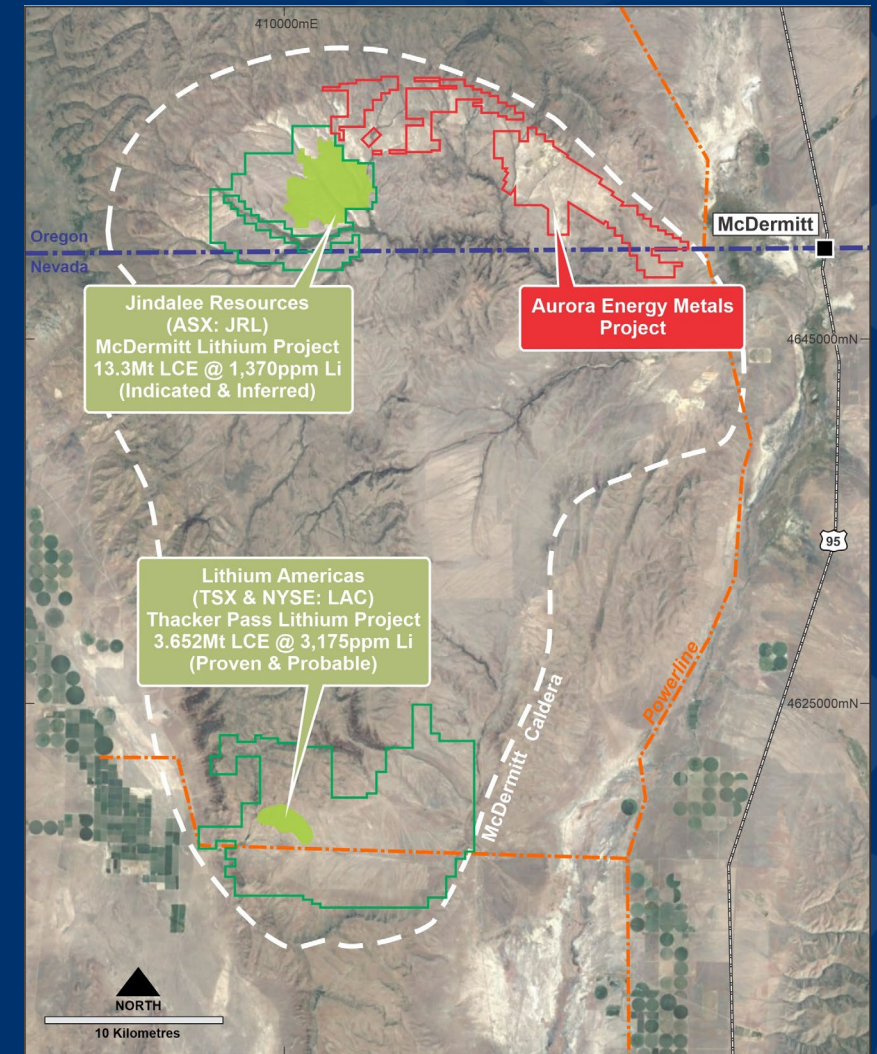 410000mE
Oregon
Nevada
McDermitt
Jindalee Resources
(ASX: JRL)
McDermitt Lithium Project
13.3Mt LCE @ 1,370ppm Li
(Indicated & Inferred)
Aurora Energy Metals
Project
4645000mN
95
Lithium Americas
(TSX & NYSE: LAC)
Thacker Pass Lithium Project
3.652Mt LCE @ 3,175ppm Li
(Proven & Probable)
Powerline
McDermitt Caldera
4625000mN
NORTH
10 Kilometres